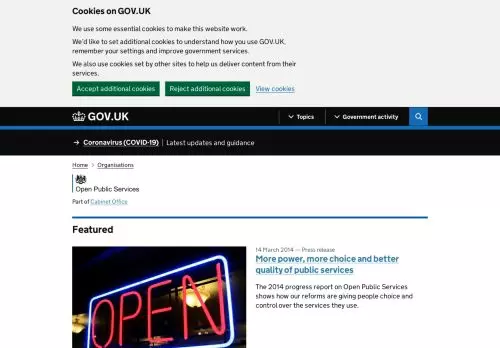 Cookies on GOV.UK
We use some essential cookies to make this website work.
We'd like to set additional cookies to understand how you use GOV.UK,
remember your settings and improve government services.
We also use cookies set by other sites to help us deliver content from their
services.
Accept additional cookies Reject additional cookies View cookies
GOV.UK Topics Government activity
→ Coronavirus (COVID-19) Latest updates and guidance
Home > Organisations
Open Public Services
Part of Cabinet Office
Featured
14 March 2014 — Press release
More power, more choice and better
quality of public services
The 2014 progress report on Open Public Services
shows how our reforms are giving people choice and
control over the services they use.
OPEN